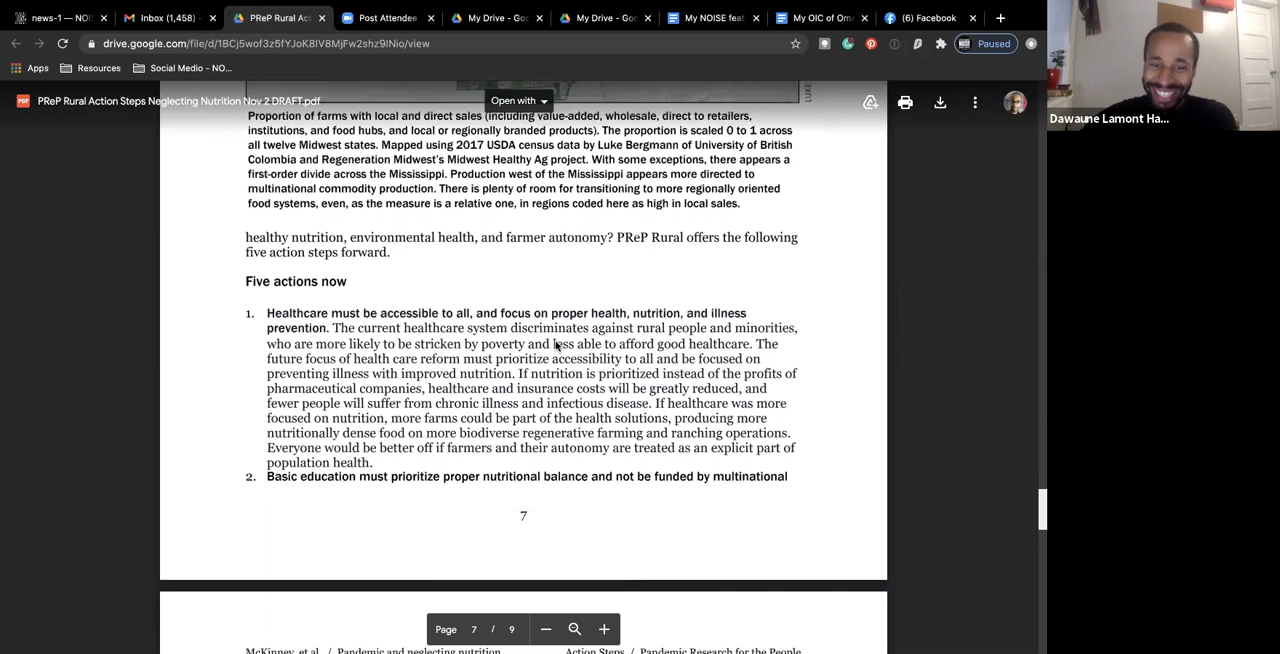 news-1 — NOIS
Inbox (1,458) -
PReP Rural Act
Post Attendee
My Drive - Goo
My Drive - Goo
My NOISE feat
My OIC of Oma
(6) Facebook
drive.google.com/file/d/1BCj5wof3z5fYJoK8IV8MjFw2shz9lNio/view
Paused
Apps
Resources
Social Medio - NO...
PReP Rural Action Steps Neglecting Nutrition Nov 2 DRAFT.pdf
Open with
LUKE
Dawaune Lamont Ha...
Proportion of farms with local and direct sales (including value-added, wholesale, direct to retailers,
institutions, and food hubs, and local or regionally branded products). The proportion is scaled 0 to 1 across
all twelve Midwest states. Mapped using 2017 USDA census data by Luke Bergmann of University of British
Colombia and Regeneration Midwest's Midwest Healthy Ag project. With some exceptions, there appears a
first-order divide across the Mississippi. Production west of the Mississippi appears more directed to
multinational commodity production. There is plenty of room for transitioning to more regionally oriented
food systems, even, as the measure is a relative one, in regions coded here as high in local sales.
healthy nutrition, environmental health, and farmer autonomy? PReP Rural offers the following
five action steps forward.
Five actions now
1. Healthcare must be accessible to all, and focus on proper health, nutrition, and illness
prevention. The current healthcare system discriminates against rural people and minorities,
who are more likely to be stricken by poverty and less able to afford good healthcare. The
future focus of health care reform must prioritize accessibility to all and be focused on
preventing illness with improved nutrition. If nutrition is prioritized instead of the profits of
pharmaceutical companies, healthcare and insurance costs will be greatly reduced, and
fewer people will suffer from chronic illness and infectious disease. If healthcare was more
focused on nutrition, more farms could be part of the health solutions, producing more
nutritionally dense food on more biodiverse regenerative farming and ranching operations.
Everyone would be better off if farmers and their autonomy are treated as an explicit part of
population health.
2. Basic education must prioritize proper nutritional balance and not be funded by multinational
7
Page 7 / 9
McKinney, et al. / Pandemic and neglecting nutrition
Action Steps / Pandemic Research for the People